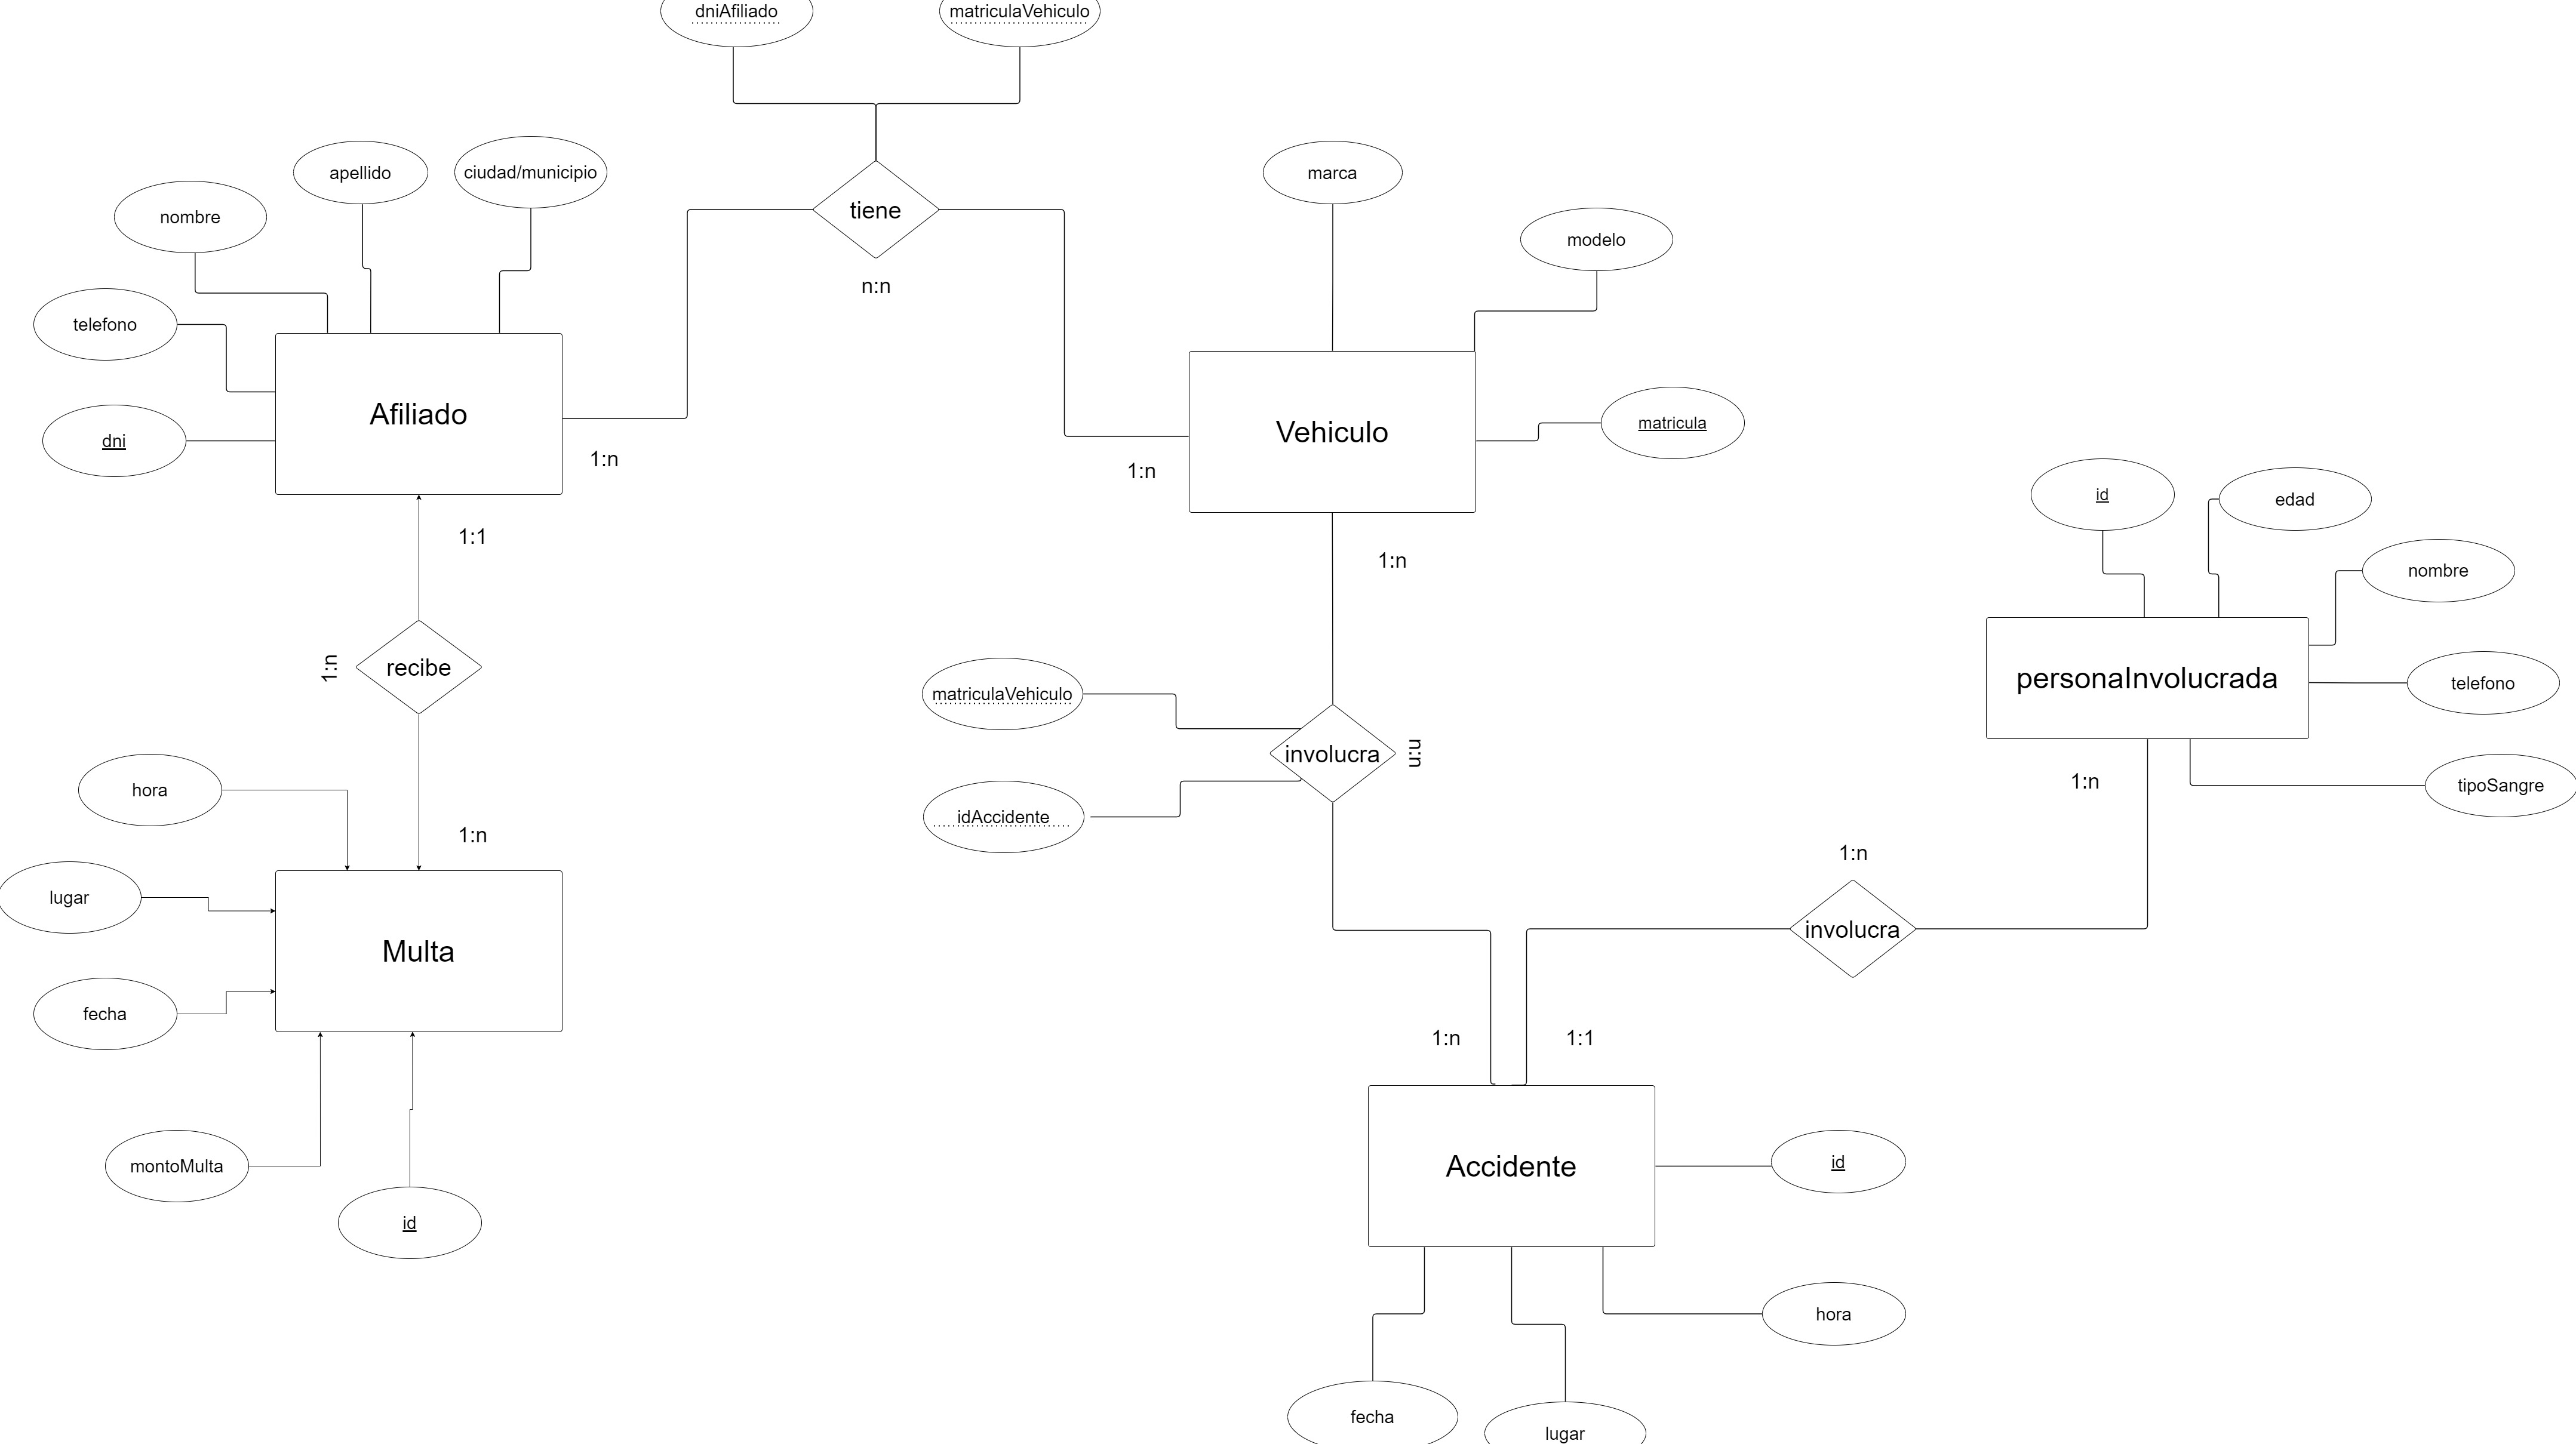 dniAfiliado
matriculaVehiculo
apellido
ciudad/municipio
nombre
tiene
marca
modelo
n:n
telefono
dni
Afiliado
1:n
1:n
Vehiculo
matricula
id
edad
nombre
1:1
1:n
recibe
1:n
matriculaVehiculo
involucra
n:n
idAccidente
personaInvolucrada
telefono
tipoSangre
1:n
1:n
involucra
hora
1:n
lugar
Multa
fecha
montoMulta
id
1:n
1:1
Accidente
id
hora
fecha
lugar